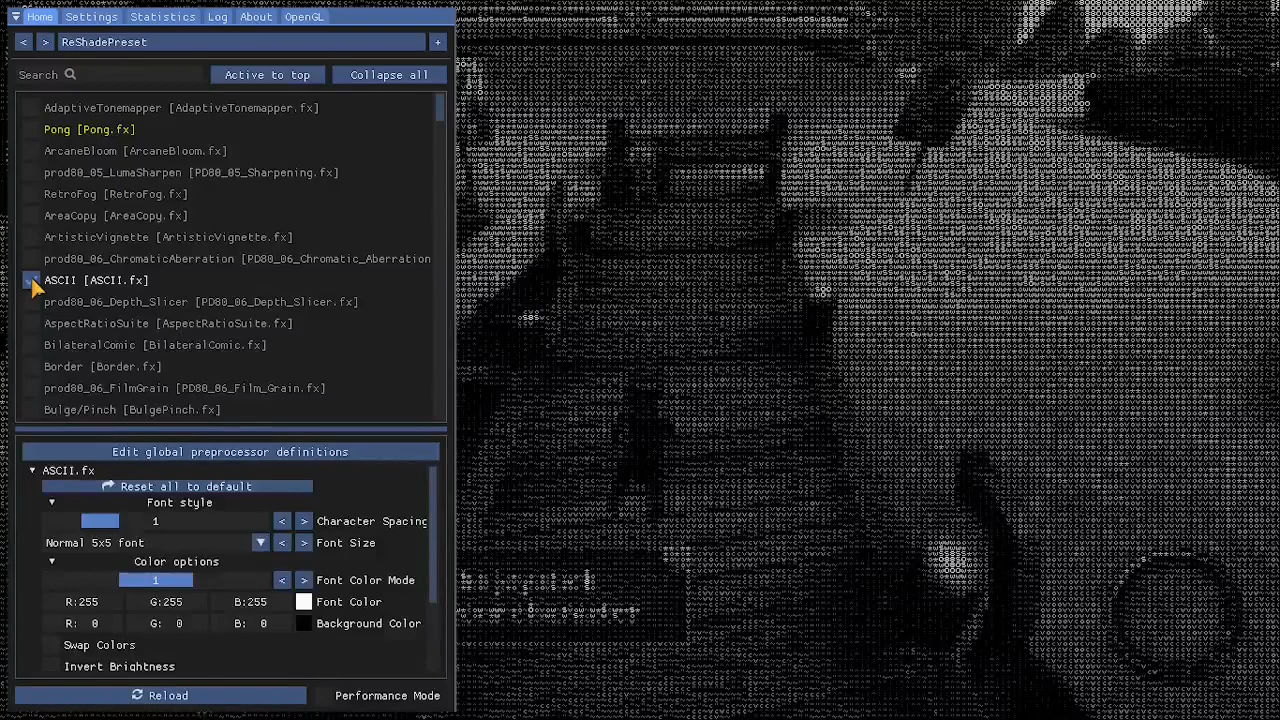 Home Settings Statistics Log About OpenGL
< > ReShadePreset +
Search Active to top Collapse all
AdaptiveTonemapper [AdaptiveTonemapper.fx]
Pong [Pong.fx]
ArcaneBloom [ArcaneBloom.fx]
prod80_05_LumaSharpen [PD80_05_Sharpening.fx]
RetroFog [RetroFog.fx]
AreaCopy [AreaCopy.fx]
ArtisticVignette [ArtisticVignette.fx]
prod80_06_ChromaticAberration [PD80_06_Chromatic_Aberration
ASCII [ASCII.fx]
prod80_06_Depth_Slicer [PD80_06_Depth_Slicer.fx]
AspectRatioSuite [AspectRatioSuite.fx]
BilateralComic [BilateralComic.fx]
Border [Border.fx]
prod80_06_FilmGrain [PD80_06_Film_Grain.fx]
Bulge/Pinch [BulgePinch.fx]
Edit global preprocessor definitions
ASCII.fx
Reset all to default
Font style
1 < > Character Spacing
Normal 5x5 font < > Font Size
Color options
1 < > Font Color Mode
R:255 G:255 B:255 Font Color
R: 0 G: 0 B: 0 Background Color
Swap Colors
Invert Brightness
Reload Performance Mode